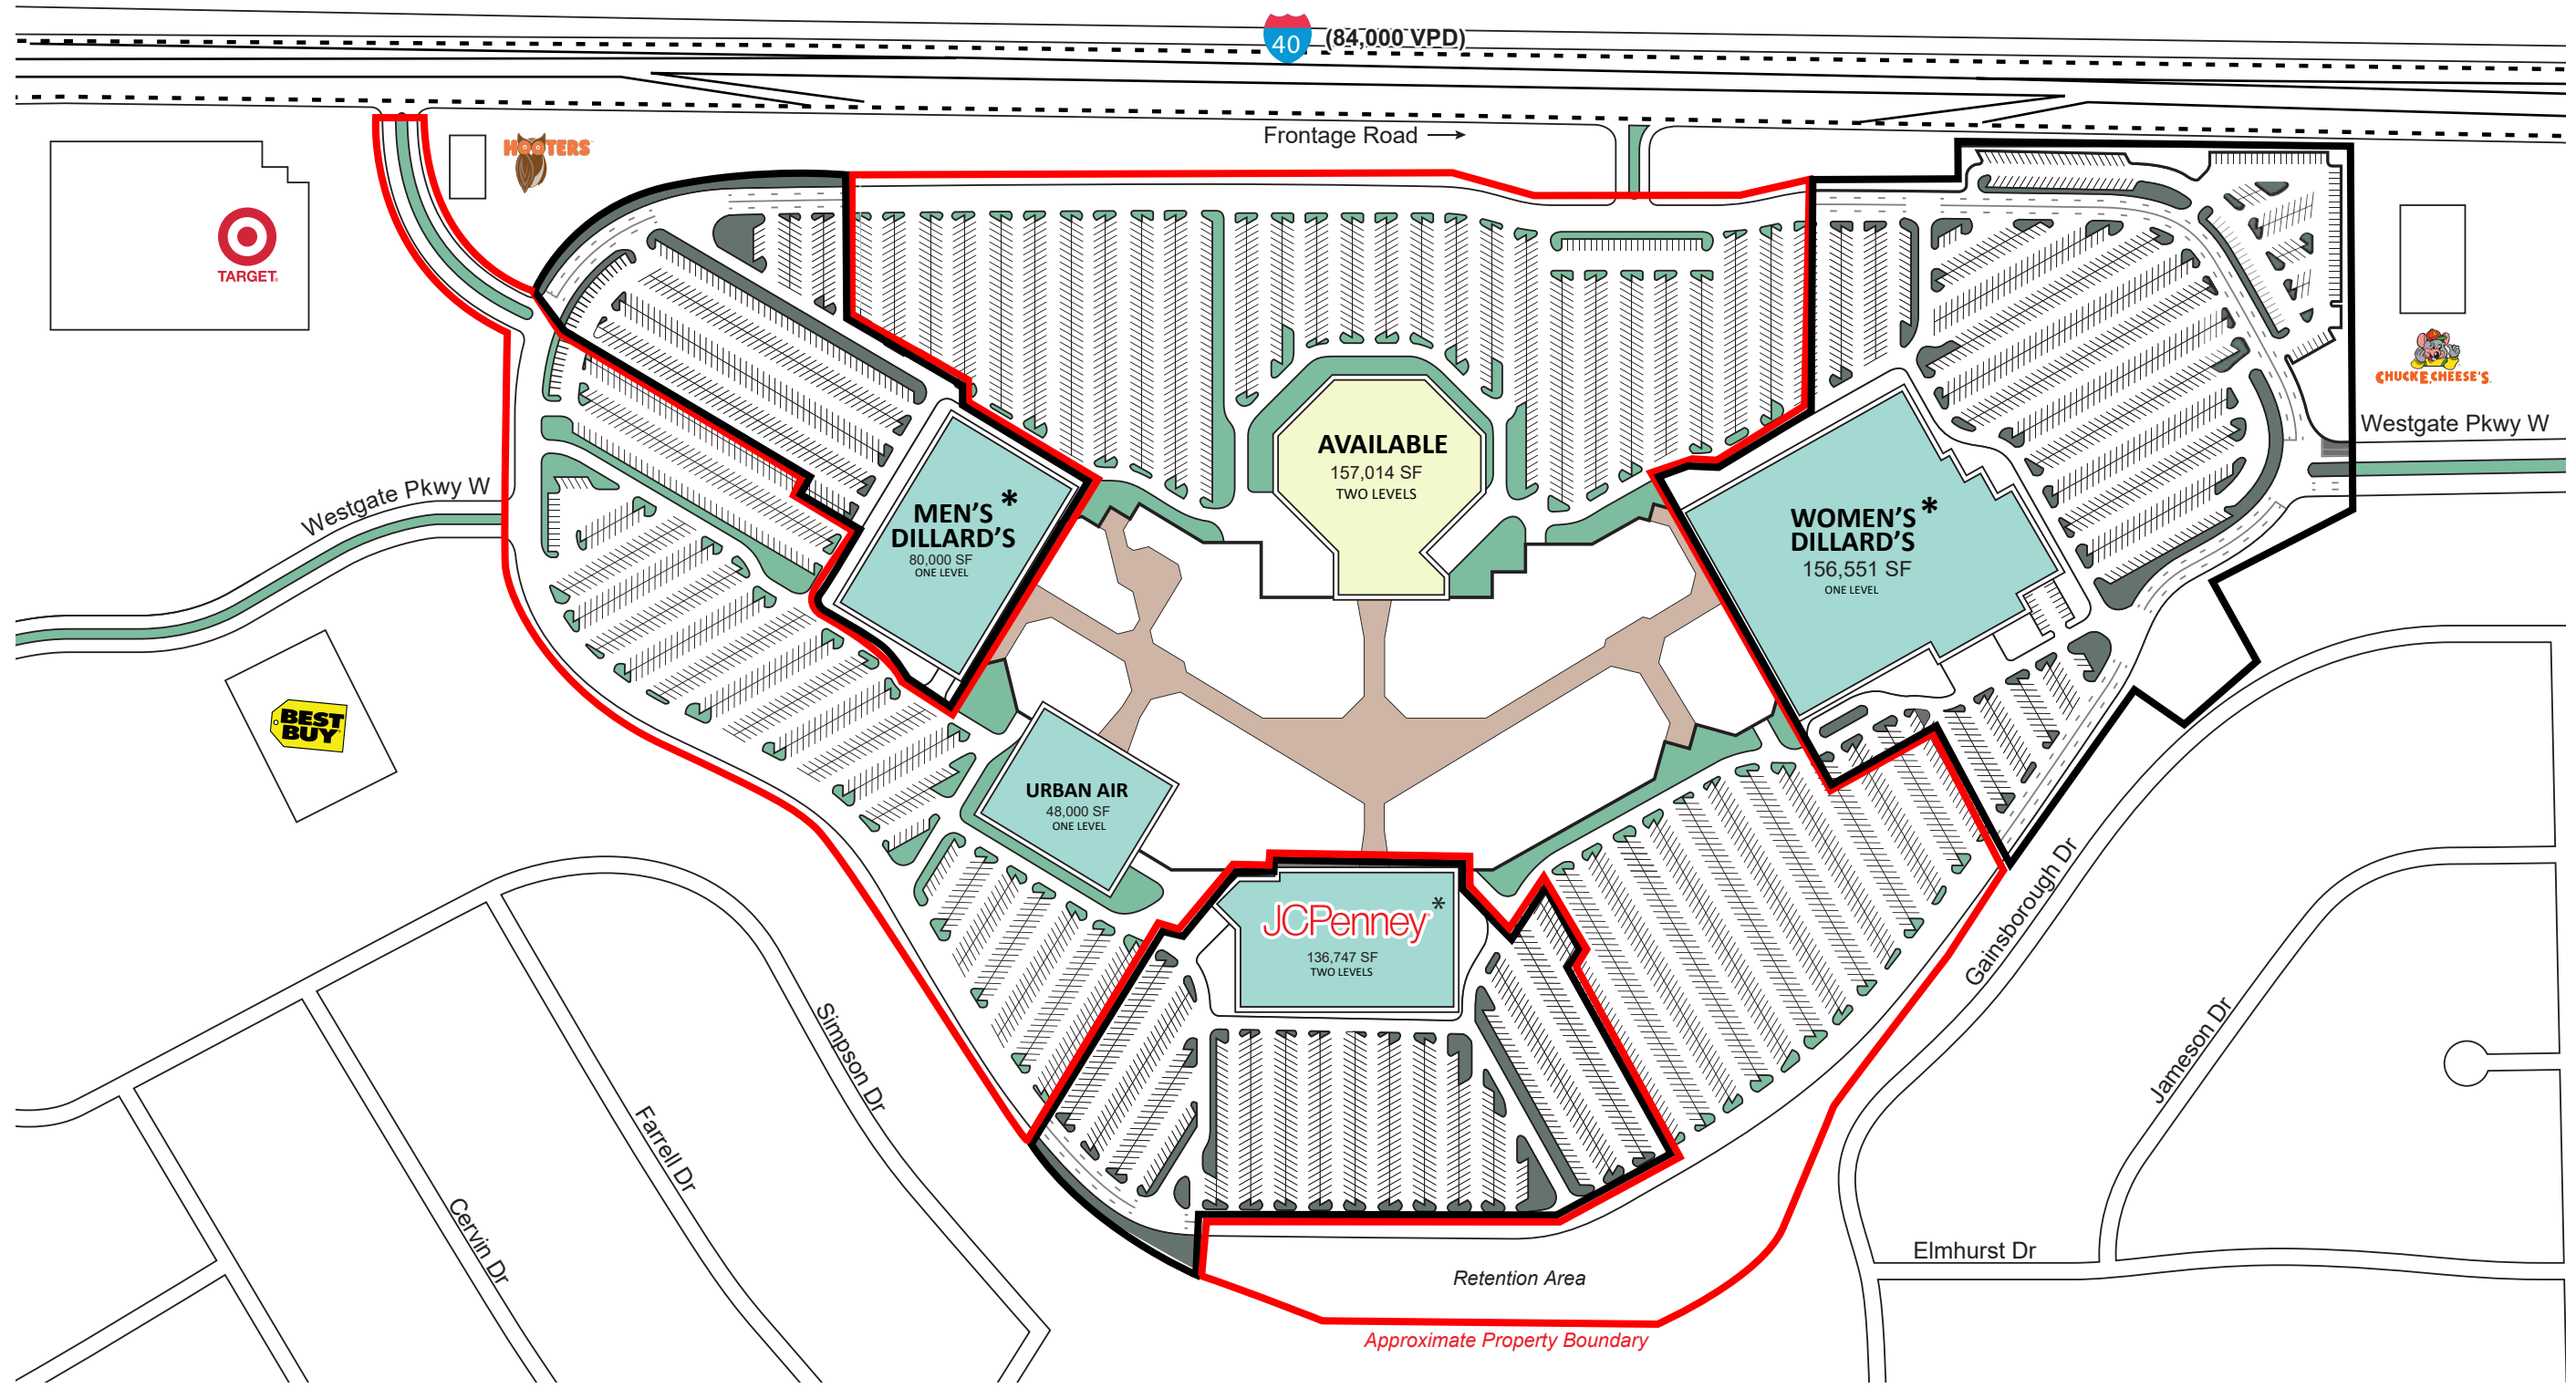 40 (84,000 VPD)
Frontage Road
HOOTERS
TARGET
CHUCK E. CHEESE'S
Westgate Pkwy W
AVAILABLE
157,014 SF
TWO LEVELS
Westgate Pkwy W
MEN'S *
DILLARD'S
80,000 SF
ONE LEVEL
WOMEN'S *
DILLARD'S
156,551 SF
ONE LEVEL
BEST
BUY
URBAN AIR
48,000 SF
ONE LEVEL
JCPenney *
136,747 SF
TWO LEVELS
Gainsborough Dr
Simpson Dr
Jameson Dr
Farrell Dr
Cervin Dr
Elmhurst Dr
Retention Area
Approximate Property Boundary